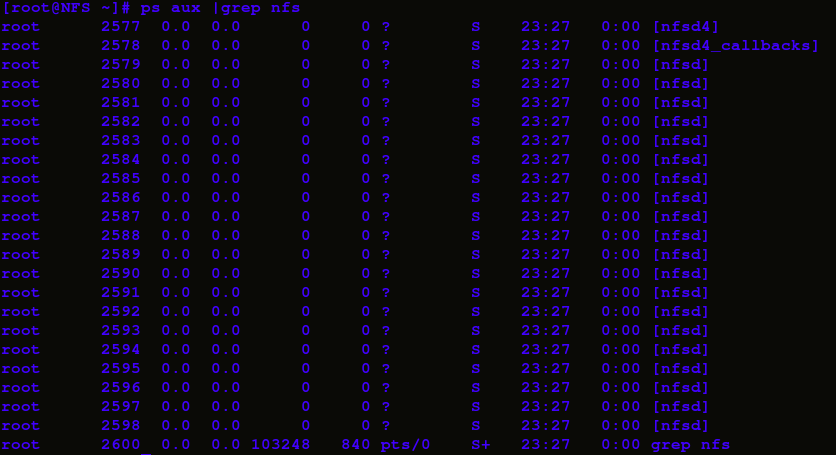 [root@NFS ~]# ps aux |grep nfs
root 2577 0.0 0.0 0 0 ? S 23:27 0:00 [nfsd4]
root 2578 0.0 0.0 0 0 ? S 23:27 0:00 [nfsd4_callbacks]
root 2579 0.0 0.0 0 0 ? S 23:27 0:00 [nfsd]
root 2580 0.0 0.0 0 0 ? S 23:27 0:00 [nfsd]
root 2581 0.0 0.0 0 0 ? S 23:27 0:00 [nfsd]
root 2582 0.0 0.0 0 0 ? S 23:27 0:00 [nfsd]
root 2583 0.0 0.0 0 0 ? S 23:27 0:00 [nfsd]
root 2584 0.0 0.0 0 0 ? S 23:27 0:00 [nfsd]
root 2585 0.0 0.0 0 0 ? S 23:27 0:00 [nfsd]
root 2586 0.0 0.0 0 0 ? S 23:27 0:00 [nfsd]
root 2587 0.0 0.0 0 0 ? S 23:27 0:00 [nfsd]
root 2588 0.0 0.0 0 0 ? S 23:27 0:00 [nfsd]
root 2589 0.0 0.0 0 0 ? S 23:27 0:00 [nfsd]
root 2590 0.0 0.0 0 0 ? S 23:27 0:00 [nfsd]
root 2591 0.0 0.0 0 0 ? S 23:27 0:00 [nfsd]
root 2592 0.0 0.0 0 0 ? S 23:27 0:00 [nfsd]
root 2593 0.0 0.0 0 0 ? S 23:27 0:00 [nfsd]
root 2594 0.0 0.0 0 0 ? S 23:27 0:00 [nfsd]
root 2595 0.0 0.0 0 0 ? S 23:27 0:00 [nfsd]
root 2596 0.0 0.0 0 0 ? S 23:27 0:00 [nfsd]
root 2597 0.0 0.0 0 0 ? S 23:27 0:00 [nfsd]
root 2598 0.0 0.0 0 0 ? S 23:27 0:00 [nfsd]
root 2600 0.0 0.0 103248 840 pts/0 S+ 23:27 0:00 grep nfs